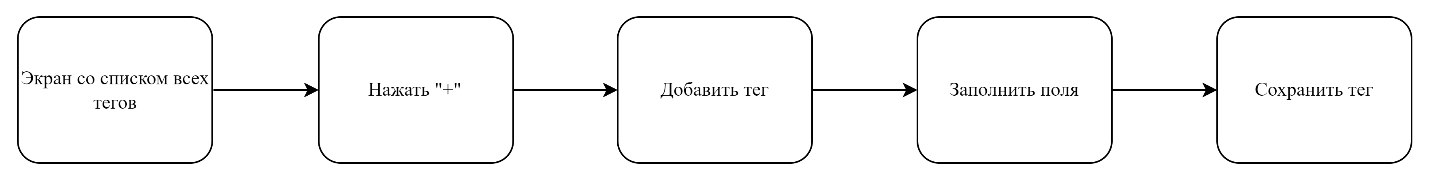 Экран со списком всех
тегов
Нажать "+"
Добавить тег
Заполнить поля
Сохранить тег